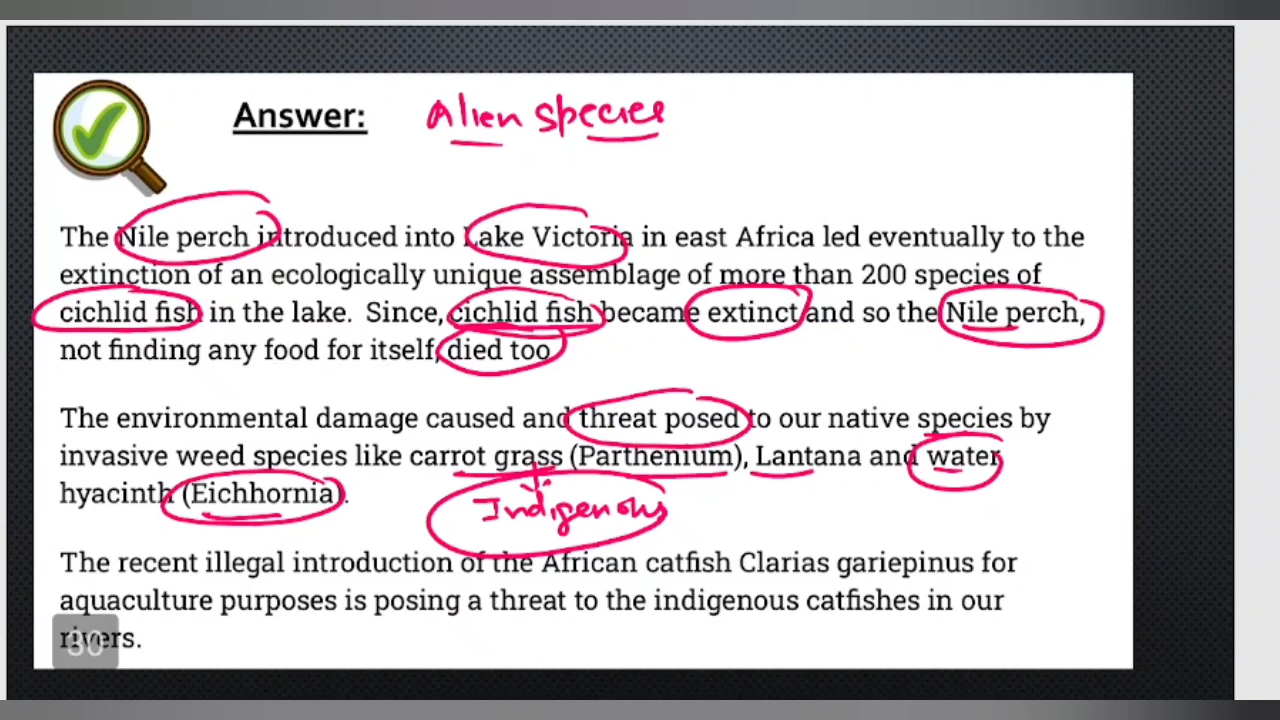 Answer: Alien species
The Nile perch introduced into Lake Victoria in east Africa led eventually to the
extinction of an ecologically unique assemblage of more than 200 species of
cichlid fish in the lake. Since, cichlid fish became extinct and so the Nile perch,
not finding any food for itself, died too
The environmental damage caused and threat posed to our native species by
invasive weed species like carrot grass (Parthenium), Lantana and water
hyacinth (Eichhornia).
Indigenous
The recent illegal introduction of the African catfish Clarias gariepinus for
aquaculture purposes is posing a threat to the indigenous catfishes in our
rivers.
30